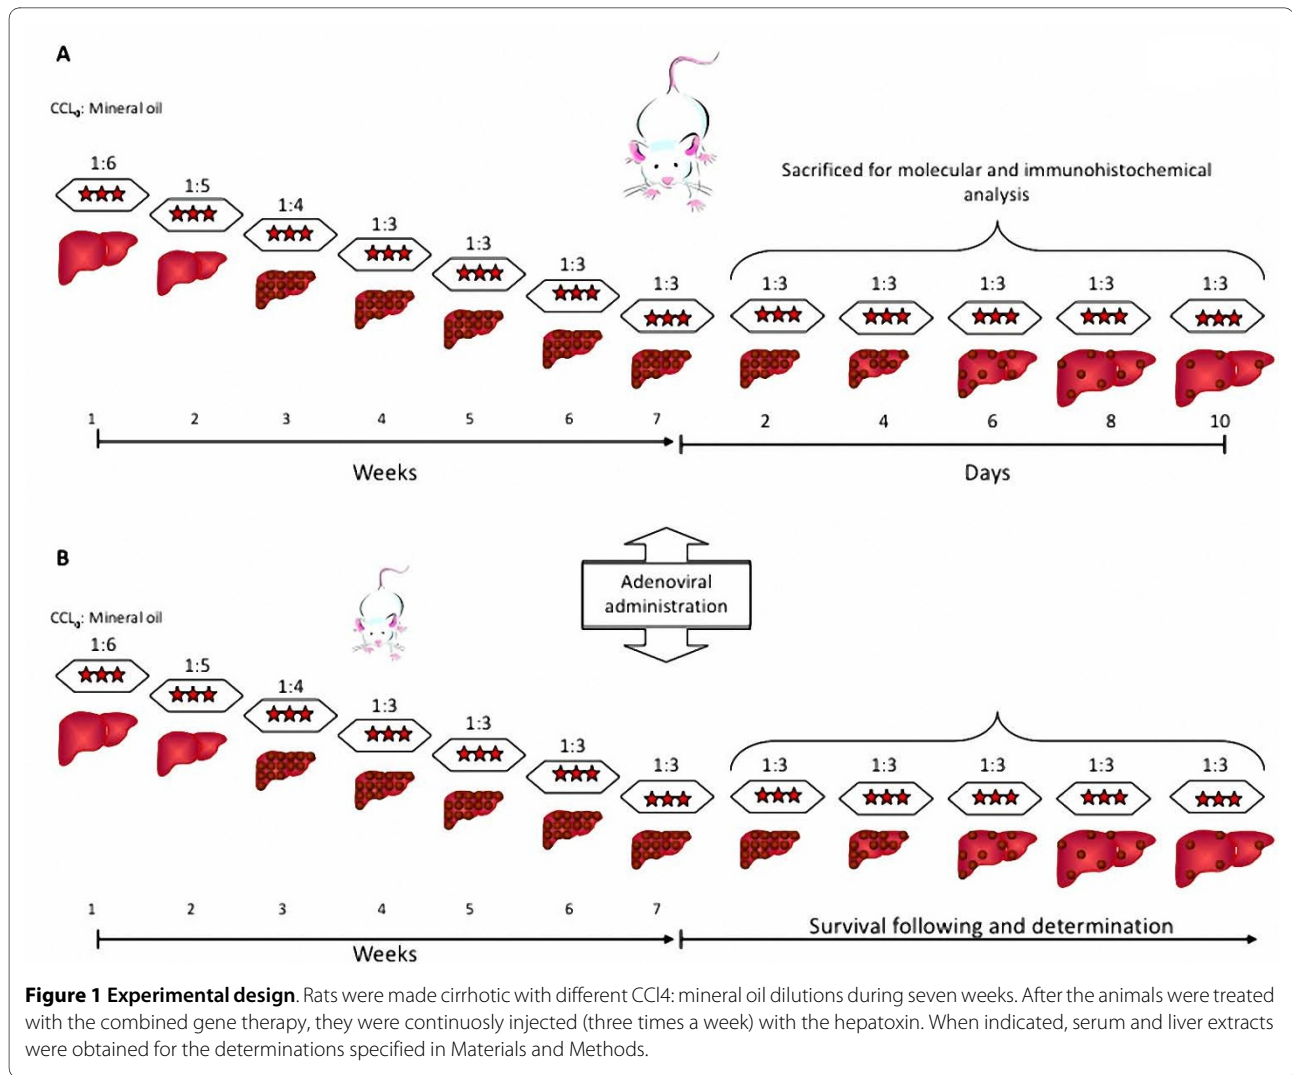 A
CCL₄: Mineral oil
1:6
1:5
1:4
1:3
1:3
1:3
1:3
Sacrificed for molecular and immunohistochemical
analysis
1:3
1:3
1:3
1:3
1:3
1 2 3 4 5 6 7
2 4 6 8 10
Weeks
Days
Adenoviral
administration
B
CCL₄: Mineral oil
1:6
1:5
1:4
1:3
1:3
1:3
1:3
1:3
1:3
1:3
1:3
1:3
1 2 3 4 5 6 7
Weeks
Survival following and determination
Figure 1 Experimental design. Rats were made cirrhotic with different CCl4: mineral oil dilutions during seven weeks. After the animals were treated
with the combined gene therapy, they were continuosly injected (three times a week) with the hepatoxin. When indicated, serum and liver extracts
were obtained for the determinations specified in Materials and Methods.